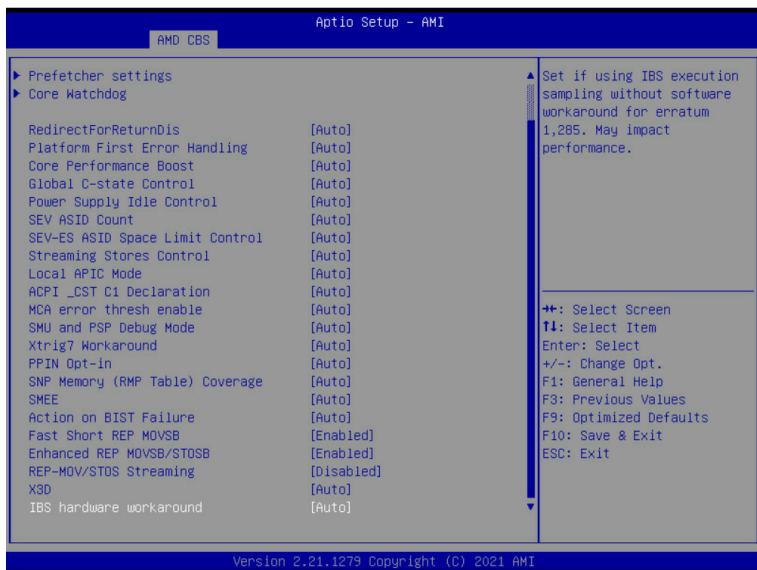 Aptio Setup – AMI
AMD CBS
Prefetcher settings
Core Watchdog
RedirectForReturnDis [Auto]
Platform First Error Handling [Auto]
Core Performance Boost [Auto]
Global C-state Control [Auto]
Power Supply Idle Control [Auto]
SEV ASID Count [Auto]
SEV-ES ASID Space Limit Control [Auto]
Streaming Stores Control [Auto]
Local APIC Mode [Auto]
ACPI _CST C1 Declaration [Auto]
MCA error thresh enable [Auto]
SMU and PSP Debug Mode [Auto]
Xtrig7 Workaround [Auto]
PPIN Opt-in [Auto]
SNP Memory (RMP Table) Coverage [Auto]
SMEE [Auto]
Action on BIST Failure [Auto]
Fast Short REP MOVSB [Enabled]
Enhanced REP MOVSB/STOSB [Enabled]
REP-MOV/STOS Streaming [Disabled]
X3D [Auto]
IBS hardware workaround [Auto]
Set if using IBS execution
sampling without software
workaround for erratum
1,285. May impact
performance.
→←: Select Screen
↑↓: Select Item
Enter: Select
+/-: Change Opt.
F1: General Help
F3: Previous Values
F9: Optimized Defaults
F10: Save & Exit
ESC: Exit
Version 2.21.1279 Copyright (C) 2021 AMI